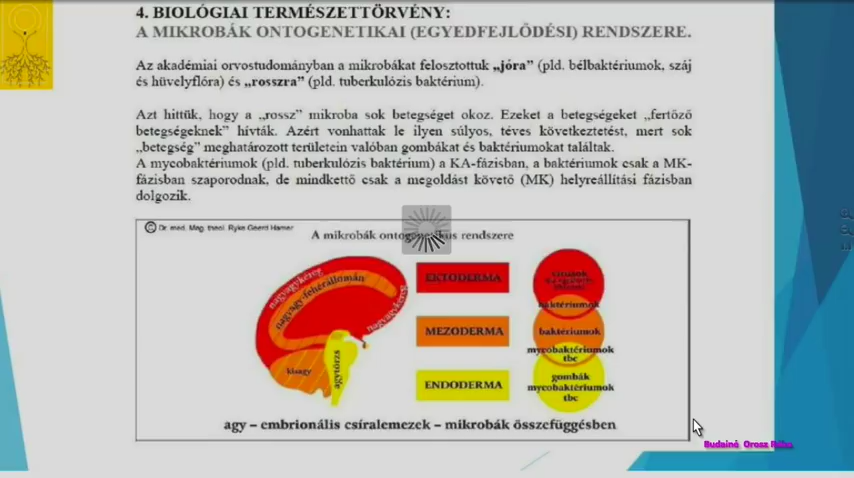 4. BIOLÓGIAI TERMÉSZETTÖRVÉNY:
A MIKROBÁK ONTOGENETIKAI (EGYEDFEJLŐDÉSI) RENDSZERE.
Az akadémiai orvostudományban a mikrobákat felosztottuk „jóra” (pld. bélbaktériumok, száj
és hüvelyflóra) és „rosszra” (pld. tuberkulózis baktérium).
Azt hittük, hogy a „rossz” mikroba sok betegséget okoz. Ezeket a betegségeket „fertőző
betegségeknek” hívták. Azért vonhattak le ilyen súlyos, téves következtetést, mert sok
„betegség” meghatározott területein valóban gombákat és baktériumokat találtak.
A mycobaktériumok (pld. tuberkulózis baktérium) a KA-fázisban, a baktériumok csak a MK-
fázisban szaporodnak, de mindkettő csak a megoldást követő (MK) helyreállítási fázisban
dolgozik.
© Dr. med. Mag. theol. Ryke Geerd Hamer
A mikrobák ontogenetikus rendszere
nagyagykéreg
nagyagy-fehérállomán
nagyagykéreg
kisagy
agytörzs
EKTODERMA
MEZODERMA
ENDODERMA
baktériumok
baktériumok
mycobaktériumok
tbc
gombák
mycobaktériumok
tbc
agy – embrionális csíralemezek – mikrobák összefüggésben
Budainé Orosz